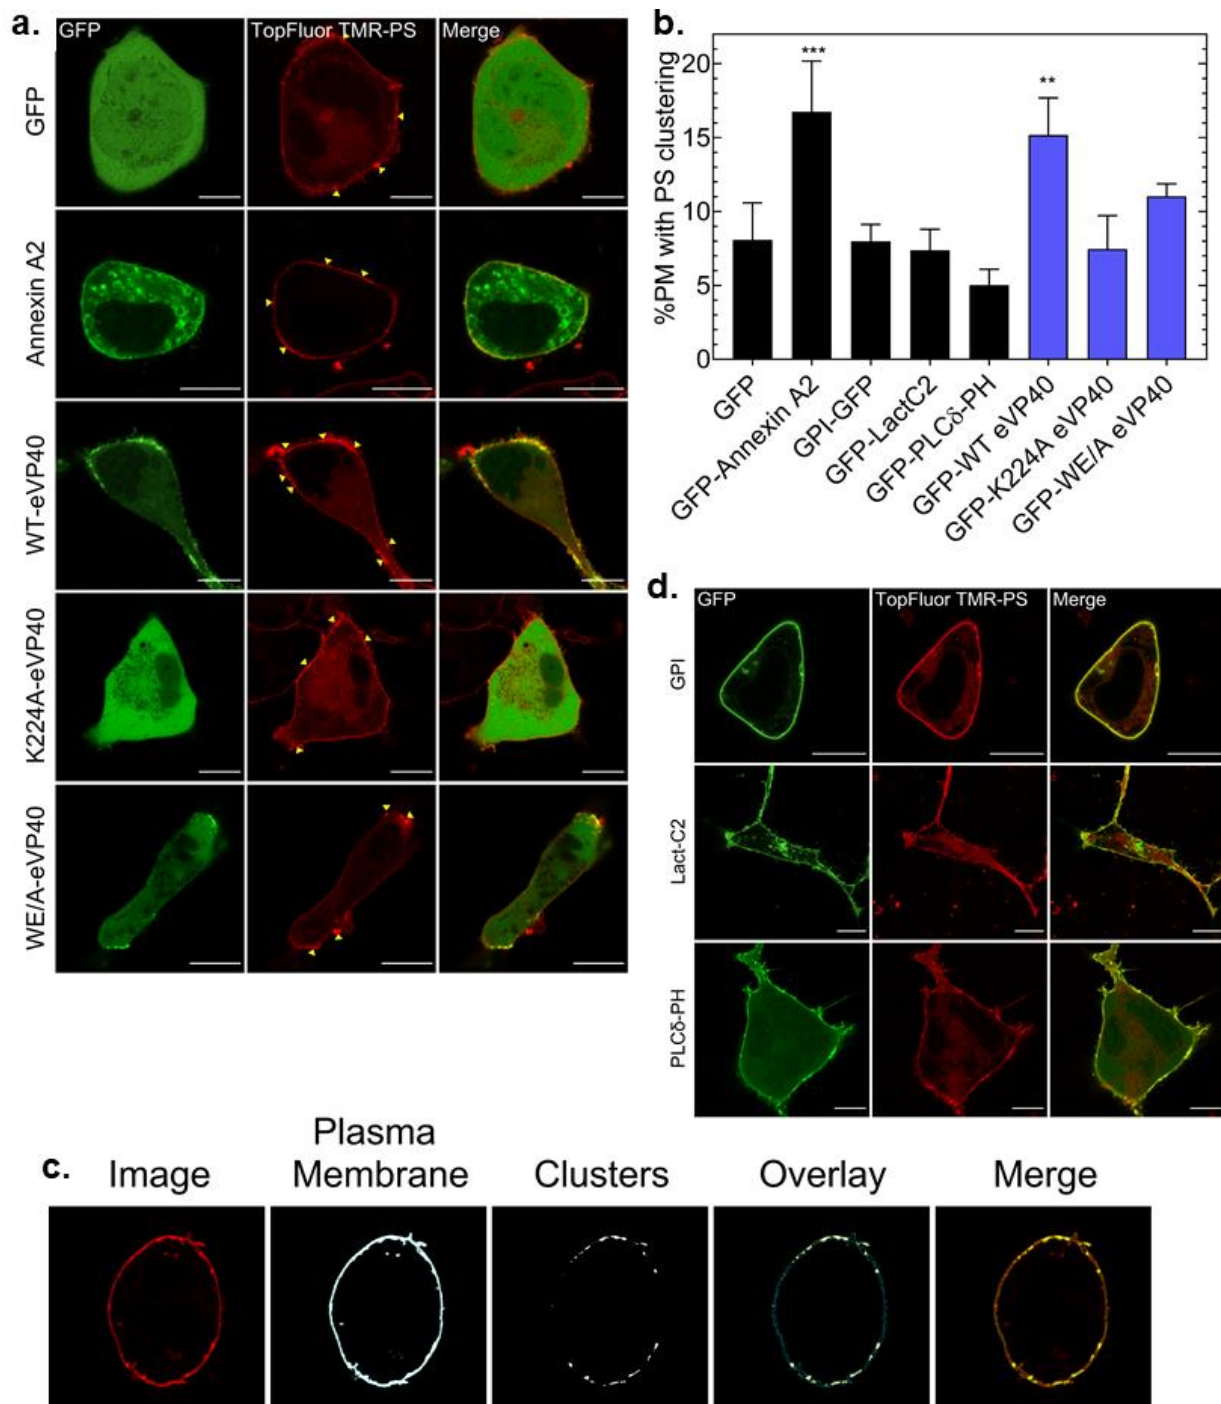 a.
GFP
TopFluor TMR-PS
Merge
GFP
Annexin A2
WT-eVP40
K224A-eVP40
WE/A-eVP40
b.
%PM with PS clustering
20
15
10
5
0
***
**
GFP
GFP-Annexin A2
GPI-GFP
GFP-LactC2
GFP-PLCδ-PH
GFP-WT eVP40
GFP-K224A eVP40
GFP-WE/A eVP40
d.
GFP
TopFluor TMR-PS
Merge
GPI
Lact-C2
PLCδ-PH
c.
Image
Plasma
Membrane
Clusters
Overlay
Merge